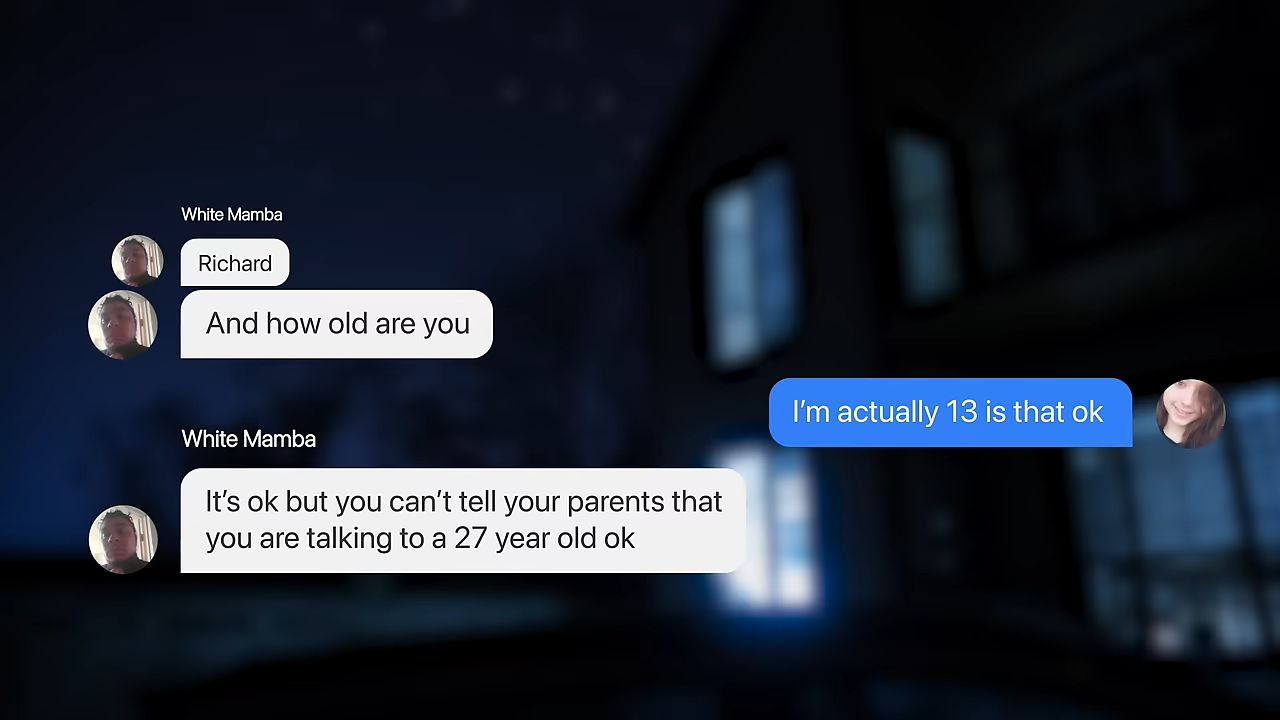 White Mamba
Richard
And how old are you
I’m actually 13 is that ok
White Mamba
It’s ok but you can’t tell your parents that
you are talking to a 27 year old ok